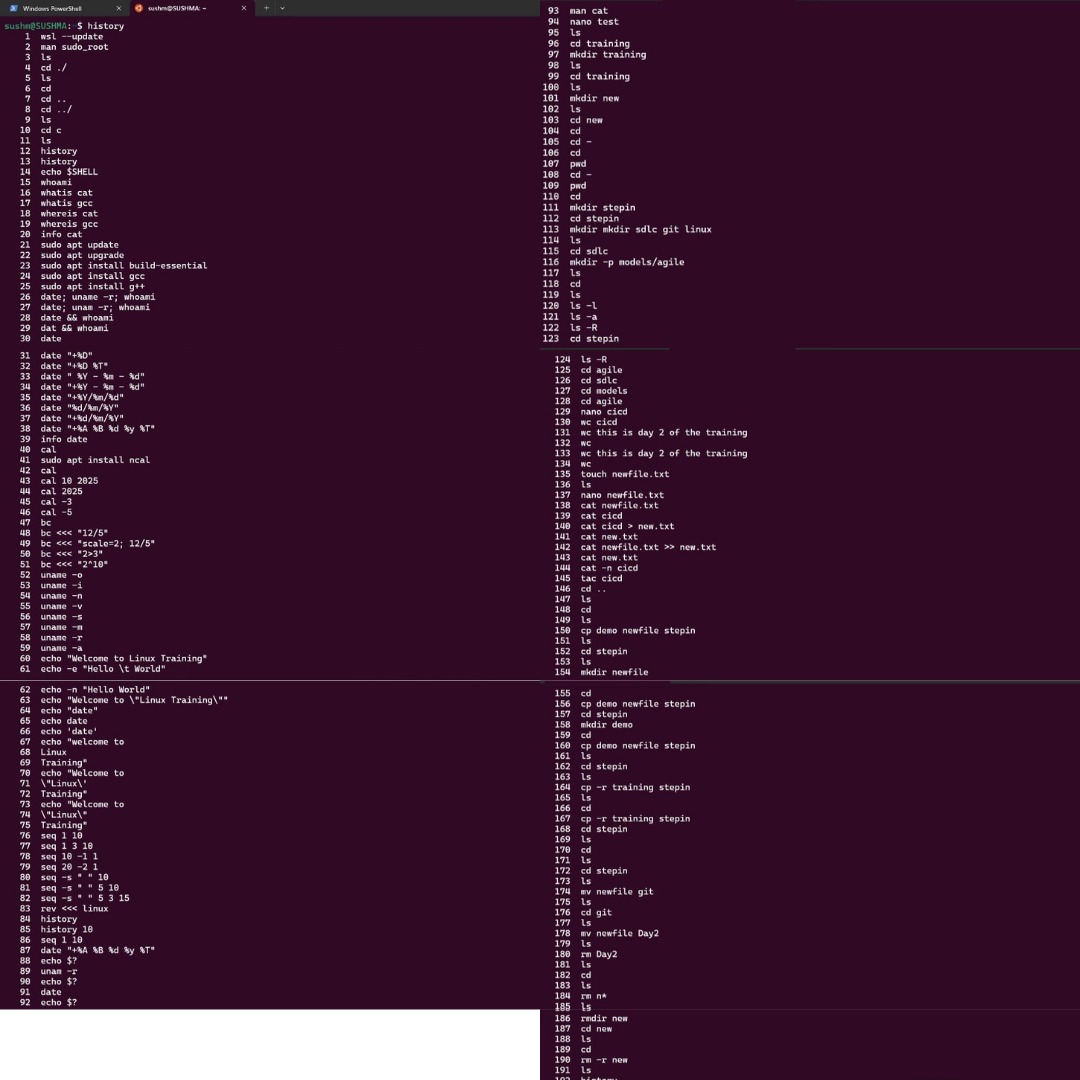 Windows PowerShell
sushm@SUSHMA: ~
sushm@SUSHMA:~$ history
1 wsl --update
2 man sudo_root
3 ls
4 cd ./
5 ls
6 cd
7 cd ..
8 cd ../
9 ls
10 cd c
11 ls
12 history
13 history
14 echo $SHELL
15 whoami
16 whatis cat
17 whatis gcc
18 whereis cat
19 whereis gcc
20 info cat
21 sudo apt update
22 sudo apt upgrade
23 sudo apt install build-essential
24 sudo apt install gcc
25 sudo apt install g++
26 date; uname -r; whoami
27 date; unam -r; whoami
28 date && whoami
29 dat && whoami
30 date
31 date "+%D"
32 date "+%D %T"
33 date " %Y - %m - %d"
34 date "+%Y - %m - %d"
35 date "+%Y/%m/%d"
36 date "%d/%m/%Y"
37 date "+%d/%m/%Y"
38 date "+%A %B %d %y %T"
39 info date
40 cal
41 sudo apt install ncal
42 cal
43 cal 10 2025
44 cal 2025
45 cal -3
46 cal -5
47 bc
48 bc <<< "12/5"
49 bc <<< "scale=2; 12/5"
50 bc <<< "2>3"
51 bc <<< "2^10"
52 uname -o
53 uname -i
54 uname -n
55 uname -v
56 uname -s
57 uname -m
58 uname -r
59 uname -a
60 echo "Welcome to Linux Training"
61 echo -e "Hello \t World"
62 echo -n "Hello World"
63 echo "Welcome to \"Linux Training\""
64 echo "date"
65 echo date
66 echo 'date'
67 echo "welcome to
68 Linux
69 Training"
70 echo "Welcome to
71 \"Linux\'
72 Training"
73 echo "Welcome to
74 \"Linux\"
75 Training"
76 seq 1 10
77 seq 1 3 10
78 seq 10 -1 1
79 seq 20 -2 1
80 seq -s " " 10
81 seq -s " " 5 10
82 seq -s " " 5 3 15
83 rev <<< linux
84 history
85 history 10
86 seq 1 10
87 date "+%A %B %d %y %T"
88 echo $?
89 unam -r
90 echo $?
91 date
92 echo $?
93 man cat
94 nano test
95 ls
96 cd training
97 mkdir training
98 ls
99 cd training
100 ls
101 mkdir new
102 ls
103 cd new
104 cd
105 cd -
106 cd
107 pwd
108 cd -
109 pwd
110 cd
111 mkdir stepin
112 cd stepin
113 mkdir mkdir sdlc git linux
114 ls
115 cd sdlc
116 mkdir -p models/agile
117 ls
118 cd
119 ls
120 ls -l
121 ls -a
122 ls -R
123 cd stepin
124 ls -R
125 cd agile
126 cd sdlc
127 cd models
128 cd agile
129 nano cicd
130 wc cicd
131 wc this is day 2 of the training
132 wc
133 wc this is day 2 of the training
134 wc
135 touch newfile.txt
136 ls
137 nano newfile.txt
138 cat newfile.txt
139 cat cicd
140 cat cicd > new.txt
141 cat new.txt
142 cat newfile.txt >> new.txt
143 cat new.txt
144 cat -n cicd
145 tac cicd
146 cd ..
147 ls
148 cd
149 ls
150 cp demo newfile stepin
151 ls
152 cd stepin
153 ls
154 mkdir newfile
155 cd
156 cp demo newfile stepin
157 cd stepin
158 mkdir demo
159 cd
160 cp demo newfile stepin
161 ls
162 cd stepin
163 ls
164 cp -r training stepin
165 ls
166 cd
167 cp -r training stepin
168 cd stepin
169 ls
170 cd
171 ls
172 cd stepin
173 ls
174 mv newfile git
175 ls
176 cd git
177 ls
178 mv newfile Day2
179 ls
180 rm Day2
181 ls
182 cd
183 ls
184 rm n*
185 ls
186 rmdir new
187 cd new
188 ls
189 cd
190 rm -r new
191 ls
192 history